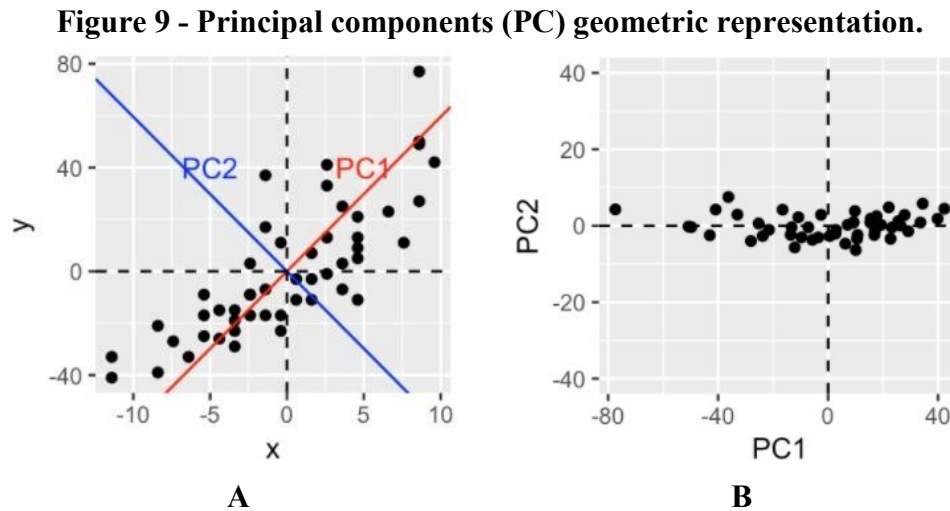 Figure 9 - Principal components (PC) geometric representation.
80
40
0
-40
y
PC2
PC1
-10
-5
0
5
10
x
A
40
20
0
-20
-40
PC2
-80
-40
0
40
PC1
B